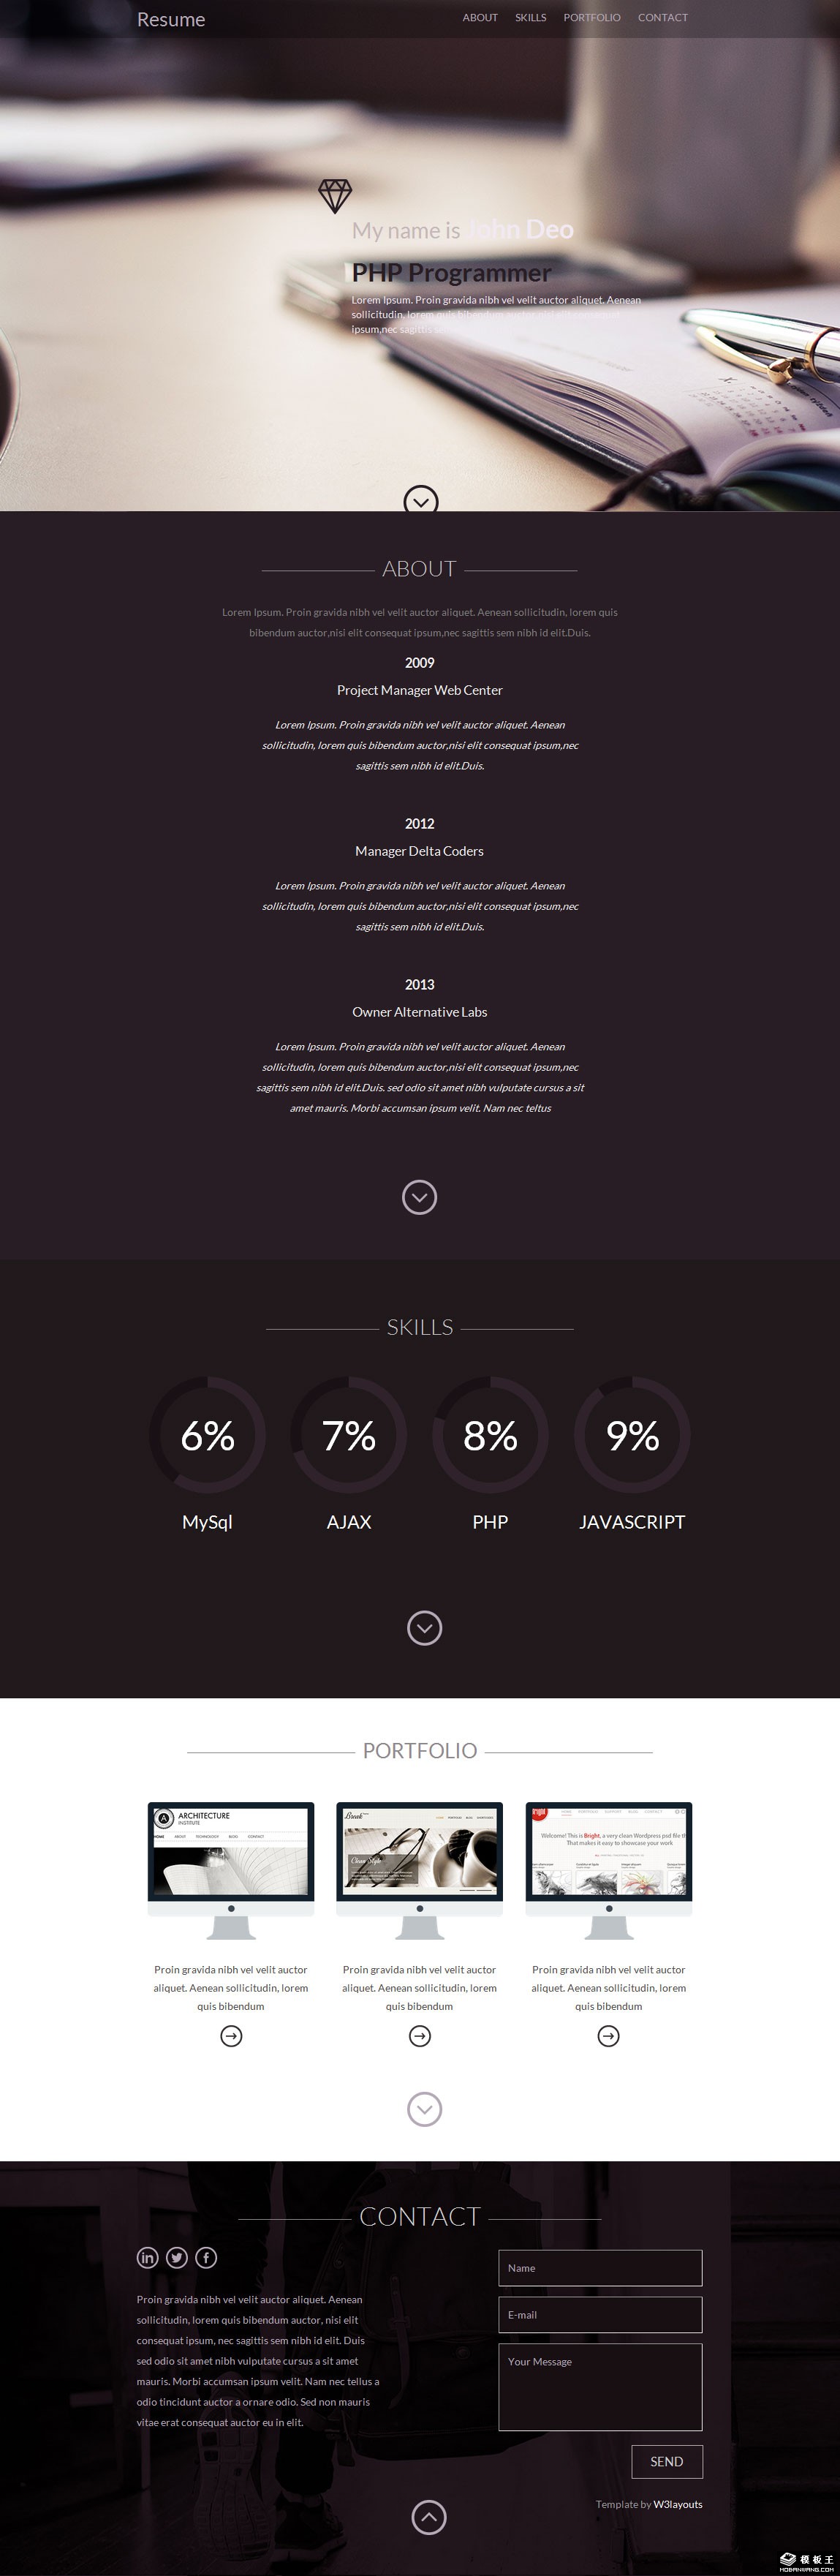 Resume
ABOUT SKILLS PORTFOLIO CONTACT
My name is John Deo
PHP Programmer
Lorem Ipsum. Proin gravida nibh vel velit auctor aliquet. Aenean
sollicitudin, lorem quis bibendum auctor,nisi elit consequat
ipsum,nec sagittis
ABOUT
Lorem Ipsum. Proin gravida nibh vel velit auctor aliquet. Aenean sollicitudin, lorem quis
bibendum auctor,nisi elit consequat ipsum,nec sagittis sem nibh id elit.Duis.
2009
Project Manager Web Center
Lorem Ipsum. Proin gravida nibh vel velit auctor aliquet. Aenean
sollicitudin, lorem quis bibendum auctor,nisi elit consequat ipsum,nec
sagittis sem nibh id elit.Duis.
2012
Manager Delta Coders
Lorem Ipsum. Proin gravida nibh vel velit auctor aliquet. Aenean
sollicitudin, lorem quis bibendum auctor,nisi elit consequat ipsum,nec
sagittis sem nibh id elit.Duis.
2013
Owner Alternative Labs
Lorem Ipsum. Proin gravida nibh vel velit auctor aliquet. Aenean
sollicitudin, lorem quis bibendum auctor,nisi elit consequat ipsum,nec
sagittis sem nibh id elit.Duis. sed odio sit amet nibh vulputate cursus a sit
amet mauris. Morbi accumsan ipsum velit. Nam nec teltus
SKILLS
6% 7% 8% 9%
MySql AJAX PHP JAVASCRIPT
PORTFOLIO
A ARCHITECTURE
INSTITUTE
HOME ABOUT TECHNOLOGY BLOG CONTACT
Break
Clean Style
Bright
Welcome! This is Bright, a very clean Wordpress psd file th
That makes it easy to showcase your work
Proin gravida nibh vel velit auctor
aliquet. Aenean sollicitudin, lorem
quis bibendum
Proin gravida nibh vel velit auctor
aliquet. Aenean sollicitudin, lorem
quis bibendum
Proin gravida nibh vel velit auctor
aliquet. Aenean sollicitudin, lorem
quis bibendum
CONTACT
Proin gravida nibh vel velit auctor aliquet. Aenean
sollicitudin, lorem quis bibendum auctor, nisi elit
consequat ipsum, nec sagittis sem nibh id elit. Duis
sed odio sit amet nibh vulputate cursus a sit amet
mauris. Morbi accumsan ipsum velit. Nam nec tellus a
odio tincidunt auctor a ornare odio. Sed non mauris
vitae erat consequat auctor eu in elit.
Name
E-mail
Your Message
SEND
Template by W3layouts
模板王
MOBANWANG.COM